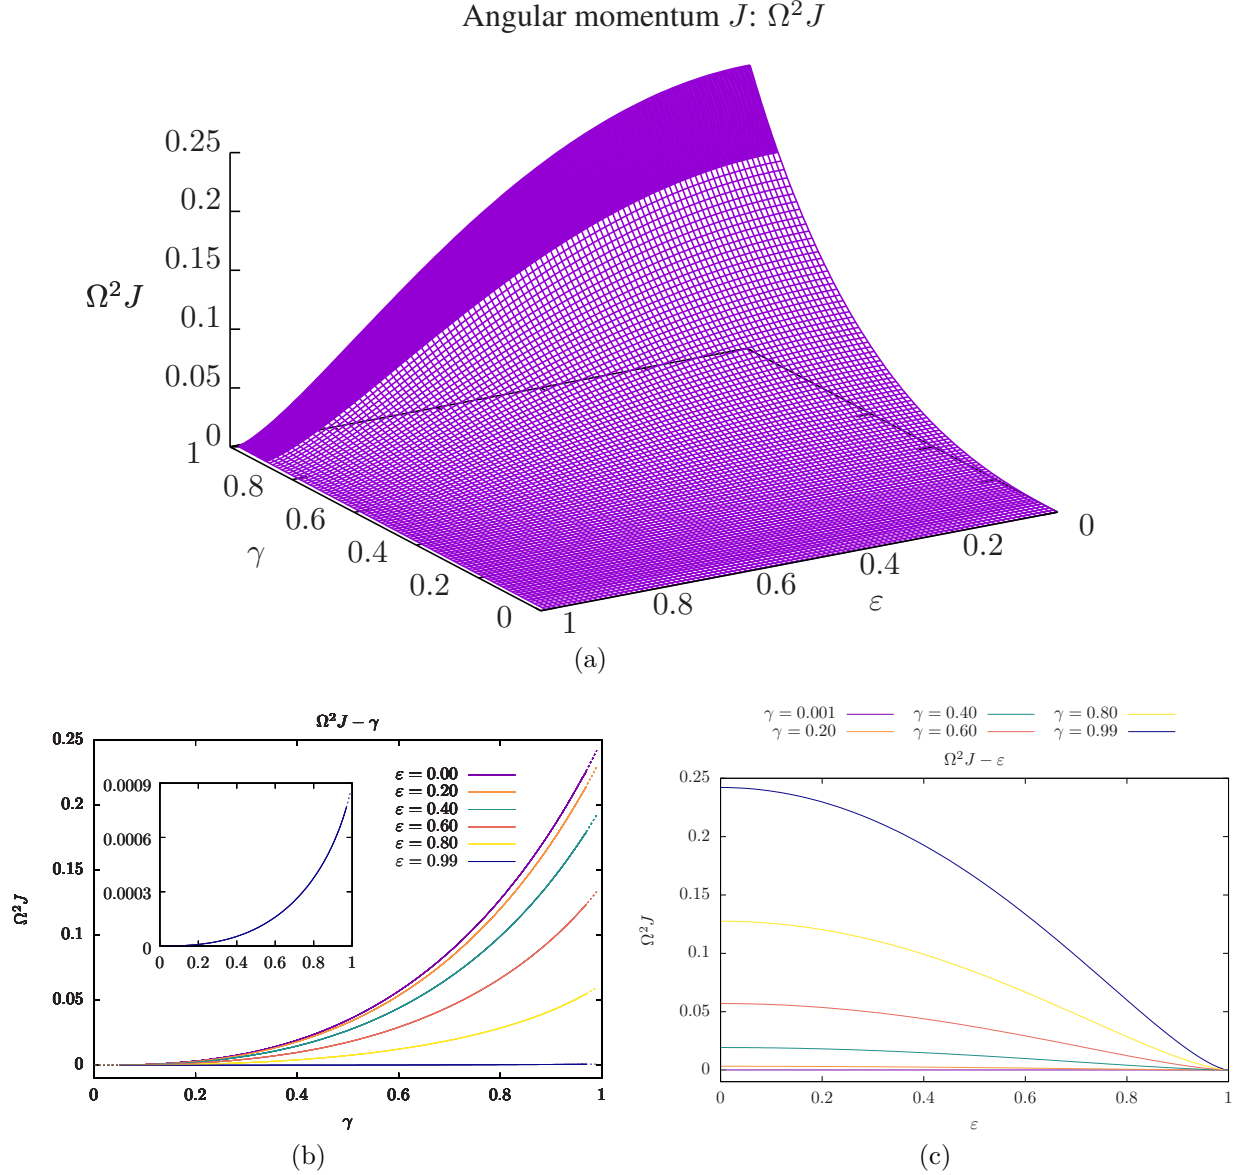 Angular momentum J: Ω²J
0.25
0.2
0.15
0.1
0.05
0
Ω²J
1
0.8
0.6
0.4
0.2
0
γ
1
0.8
0.6
0.4
0.2
0
ε
(a)
Ω²J − γ
0.25
0.2
0.15
0.1
0.05
0
Ω²J
0.0009
0.0006
0.0003
0
0 0.2 0.4 0.6 0.8 1
ε = 0.00
ε = 0.20
ε = 0.40
ε = 0.60
ε = 0.80
ε = 0.99
0 0.2 0.4 0.6 0.8 1
γ
(b)
γ = 0.001 γ = 0.40 γ = 0.80
γ = 0.20 γ = 0.60 γ = 0.99
Ω²J − ε
0.25
0.2
0.15
0.1
0.05
0
Ω²J
0 0.2 0.4 0.6 0.8 1
ε
(c)